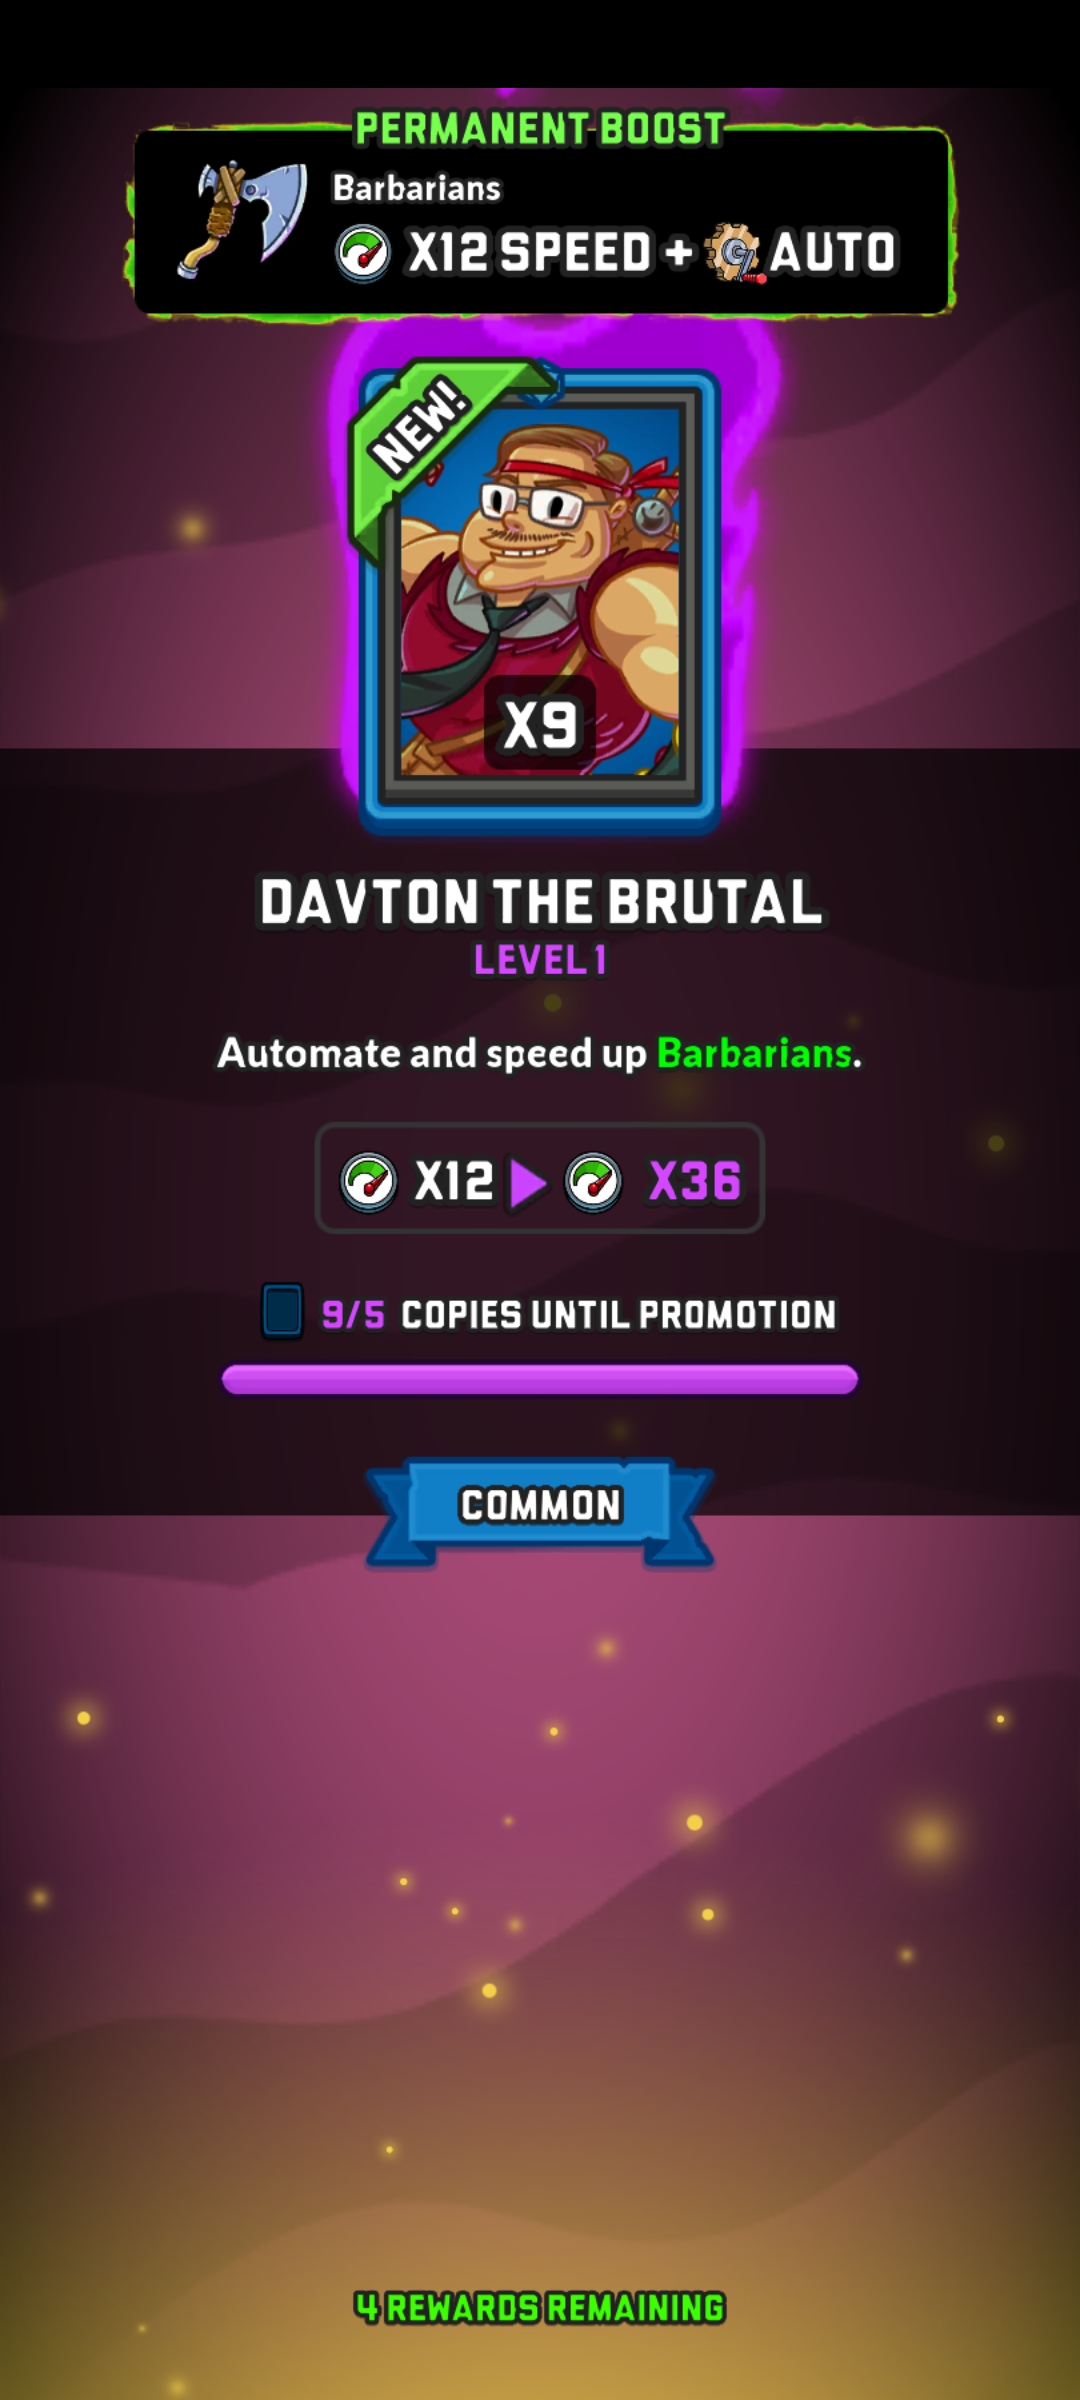 PERMANENT BOOST
Barbarians
X12 SPEED + AUTO
NEW!
X9
DAVTON THE BRUTAL
LEVEL 1
Automate and speed up Barbarians.
X12 X36
9/5 COPIES UNTIL PROMOTION
COMMON
4 REWARDS REMAINING